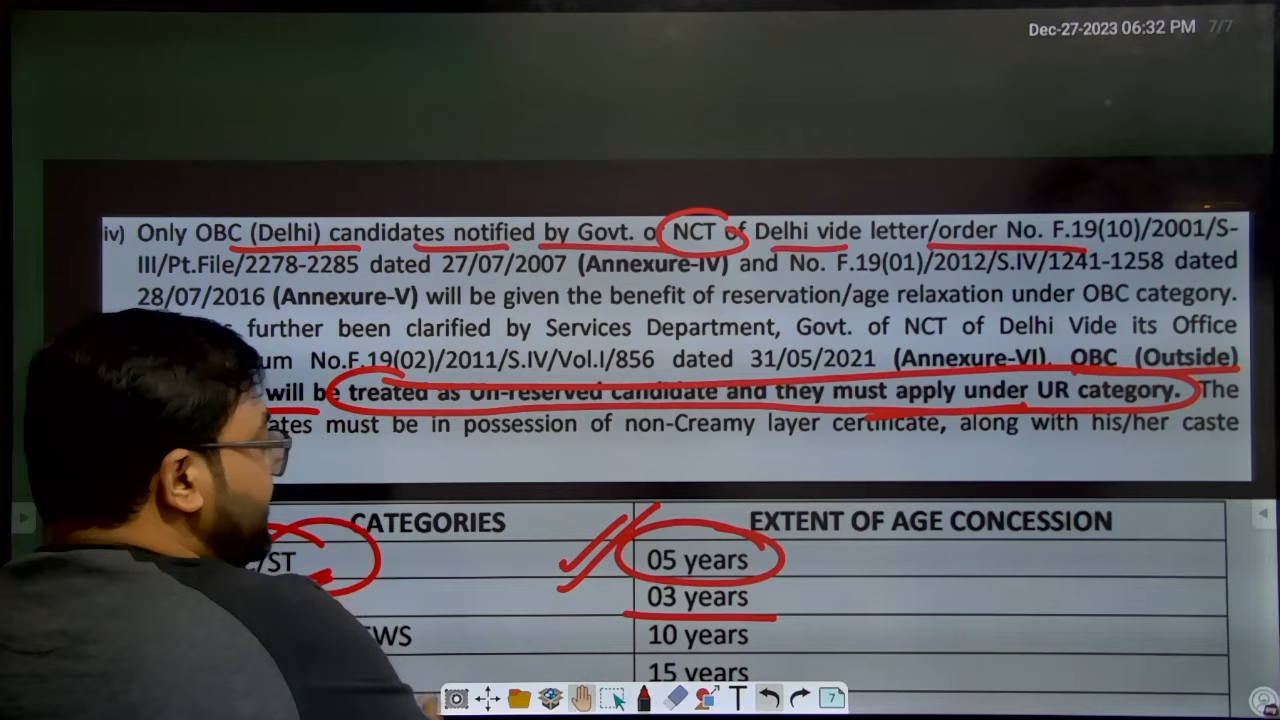 Dec-27-2023 06:32 PM 7/7
iv) Only OBC (Delhi) candidates notified by Govt. of NCT of Delhi vide letter/order No. F.19(10)/2001/S-
III/Pt.File/2278-2285 dated 27/07/2007 (Annexure-IV) and No. F.19(01)/2012/S.IV/1241-1258 dated
28/07/2016 (Annexure-V) will be given the benefit of reservation/age relaxation under OBC category.
further been clarified by Services Department, Govt. of NCT of Delhi Vide its Office
um No.F.19(02)/2011/S.IV/Vol.I/856 dated 31/05/2021 (Annexure-VI). OBC (Outside)
will be treated as Un-reserved candidate and they must apply under UR category. The
ates must be in possession of non-Creamy layer certificate, along with his/her caste
CATEGORIES EXTENT OF AGE CONCESSION
/ST 05 years
03 years
EWS 10 years
15 years
T 7